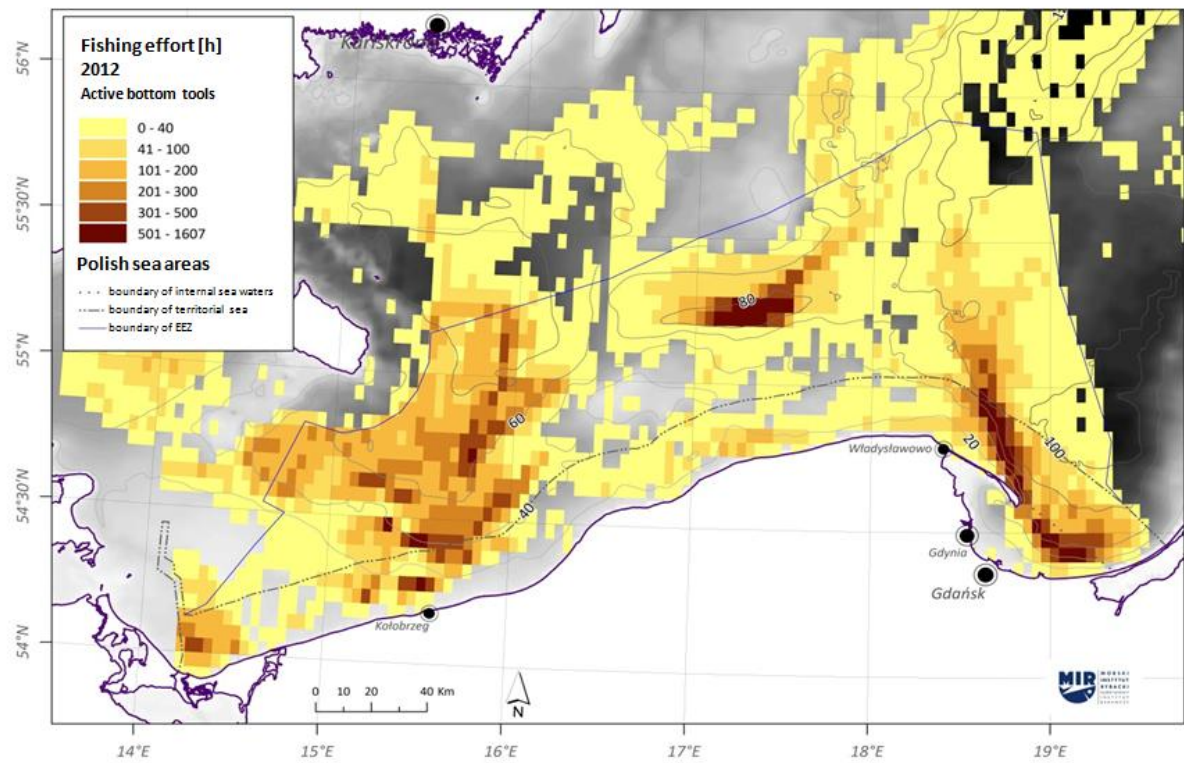 Fishing effort [h]
2012
Active bottom tools
0 - 40
41 - 100
101 - 200
201 - 300
301 - 500
501 - 1607
Polish sea areas
boundary of internal sea waters
boundary of territorial sea
boundary of EEZ
56°N
55°30'N
55°N
54°30'N
54°N
80
60
40
20
100
Władysławowo
Gdynia
Gdańsk
Kołobrzeg
0 10 20 40 Km
N
MIR
MORSKI
INSTYTUT
RYBACKI
14°E 15°E 16°E 17°E 18°E 19°E